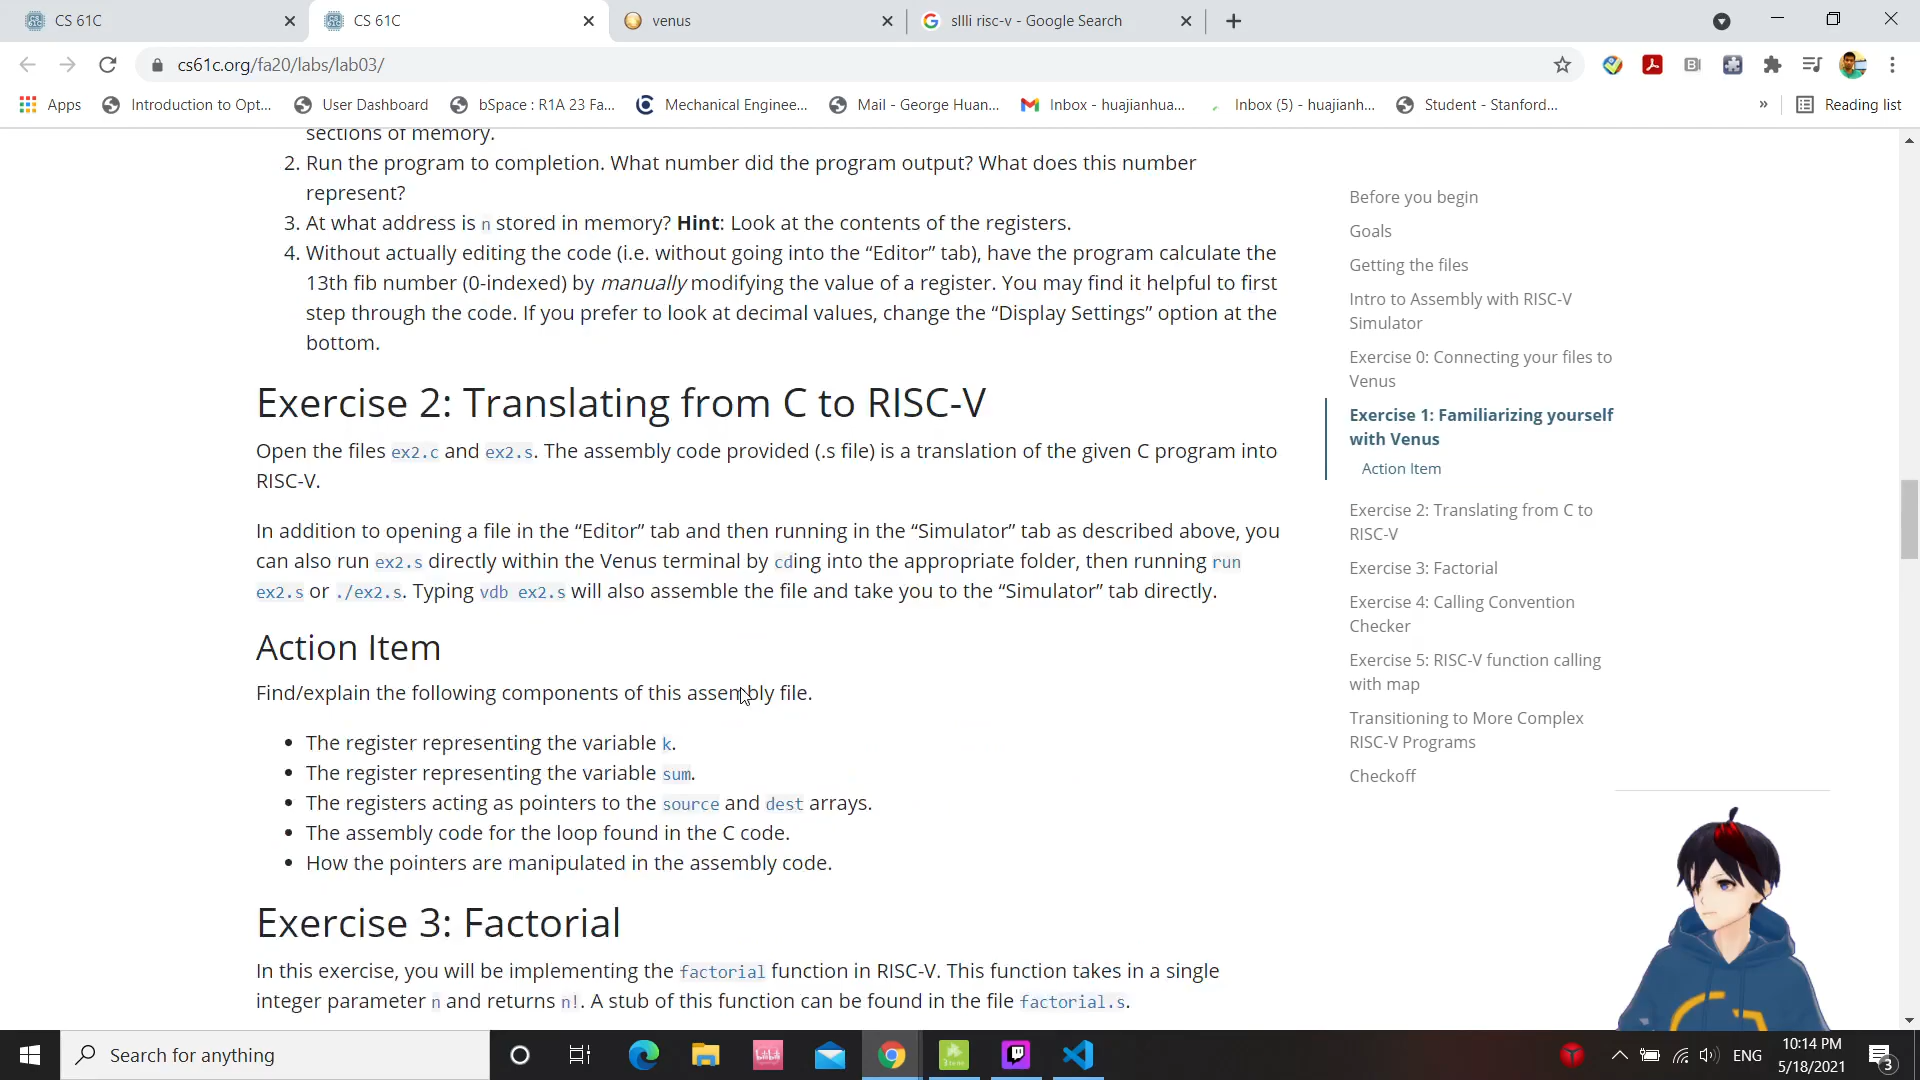 CS 61C
CS 61C
venus
slllli risc-v - Google Search
cs61c.org/fa20/labs/lab03/
Apps
Introduction to Opt...
User Dashboard
bSpace : R1A 23 Fa...
Mechanical Enginee...
Mail - George Huan...
Inbox - huajianhua...
Inbox (5) - huajianh...
Student - Stanford...
»
Reading list
sections of memory.
2. Run the program to completion. What number did the program output? What does this number
represent?
3. At what address is n stored in memory? Hint: Look at the contents of the registers.
4. Without actually editing the code (i.e. without going into the “Editor” tab), have the program calculate the
13th fib number (0-indexed) by manually modifying the value of a register. You may find it helpful to first
step through the code. If you prefer to look at decimal values, change the “Display Settings” option at the
bottom.
Exercise 2: Translating from C to RISC-V
Open the files ex2.c and ex2.s. The assembly code provided (.s file) is a translation of the given C program into
RISC-V.
In addition to opening a file in the “Editor” tab and then running in the “Simulator” tab as described above, you
can also run ex2.s directly within the Venus terminal by cding into the appropriate folder, then running run
ex2.s or ./ex2.s. Typing vdb ex2.s will also assemble the file and take you to the “Simulator” tab directly.
Action Item
Find/explain the following components of this assembly file.
• The register representing the variable k.
• The register representing the variable sum.
• The registers acting as pointers to the source and dest arrays.
• The assembly code for the loop found in the C code.
• How the pointers are manipulated in the assembly code.
Exercise 3: Factorial
In this exercise, you will be implementing the factorial function in RISC-V. This function takes in a single
integer parameter n and returns n!. A stub of this function can be found in the file factorial.s.
Before you begin
Goals
Getting the files
Intro to Assembly with RISC-V
Simulator
Exercise 0: Connecting your files to
Venus
Exercise 1: Familiarizing yourself
with Venus
Action Item
Exercise 2: Translating from C to
RISC-V
Exercise 3: Factorial
Exercise 4: Calling Convention
Checker
Exercise 5: RISC-V function calling
with map
Transitioning to More Complex
RISC-V Programs
Checkoff
Search for anything
ENG
10:14 PM
5/18/2021
3